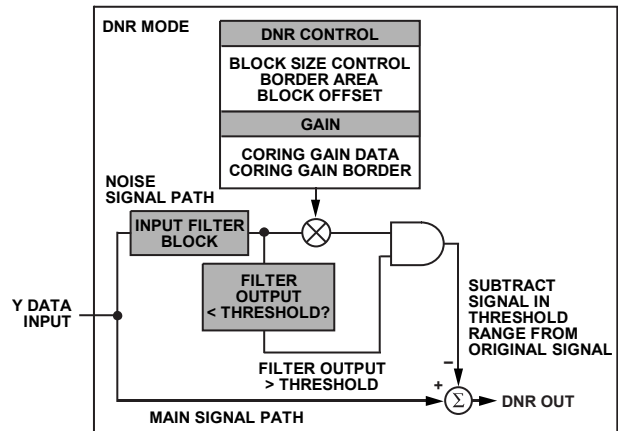 DNR MODE
DNR CONTROL
BLOCK SIZE CONTROL
BORDER AREA
BLOCK OFFSET
GAIN
CORING GAIN DATA
CORING GAIN BORDER
NOISE
SIGNAL PATH
INPUT FILTER
BLOCK
FILTER
OUTPUT
< THRESHOLD?
Y DATA
INPUT
FILTER OUTPUT
> THRESHOLD
SUBTRACT
SIGNAL IN
THRESHOLD
RANGE FROM
ORIGINAL SIGNAL
–
+
Σ
DNR OUT
MAIN SIGNAL PATH